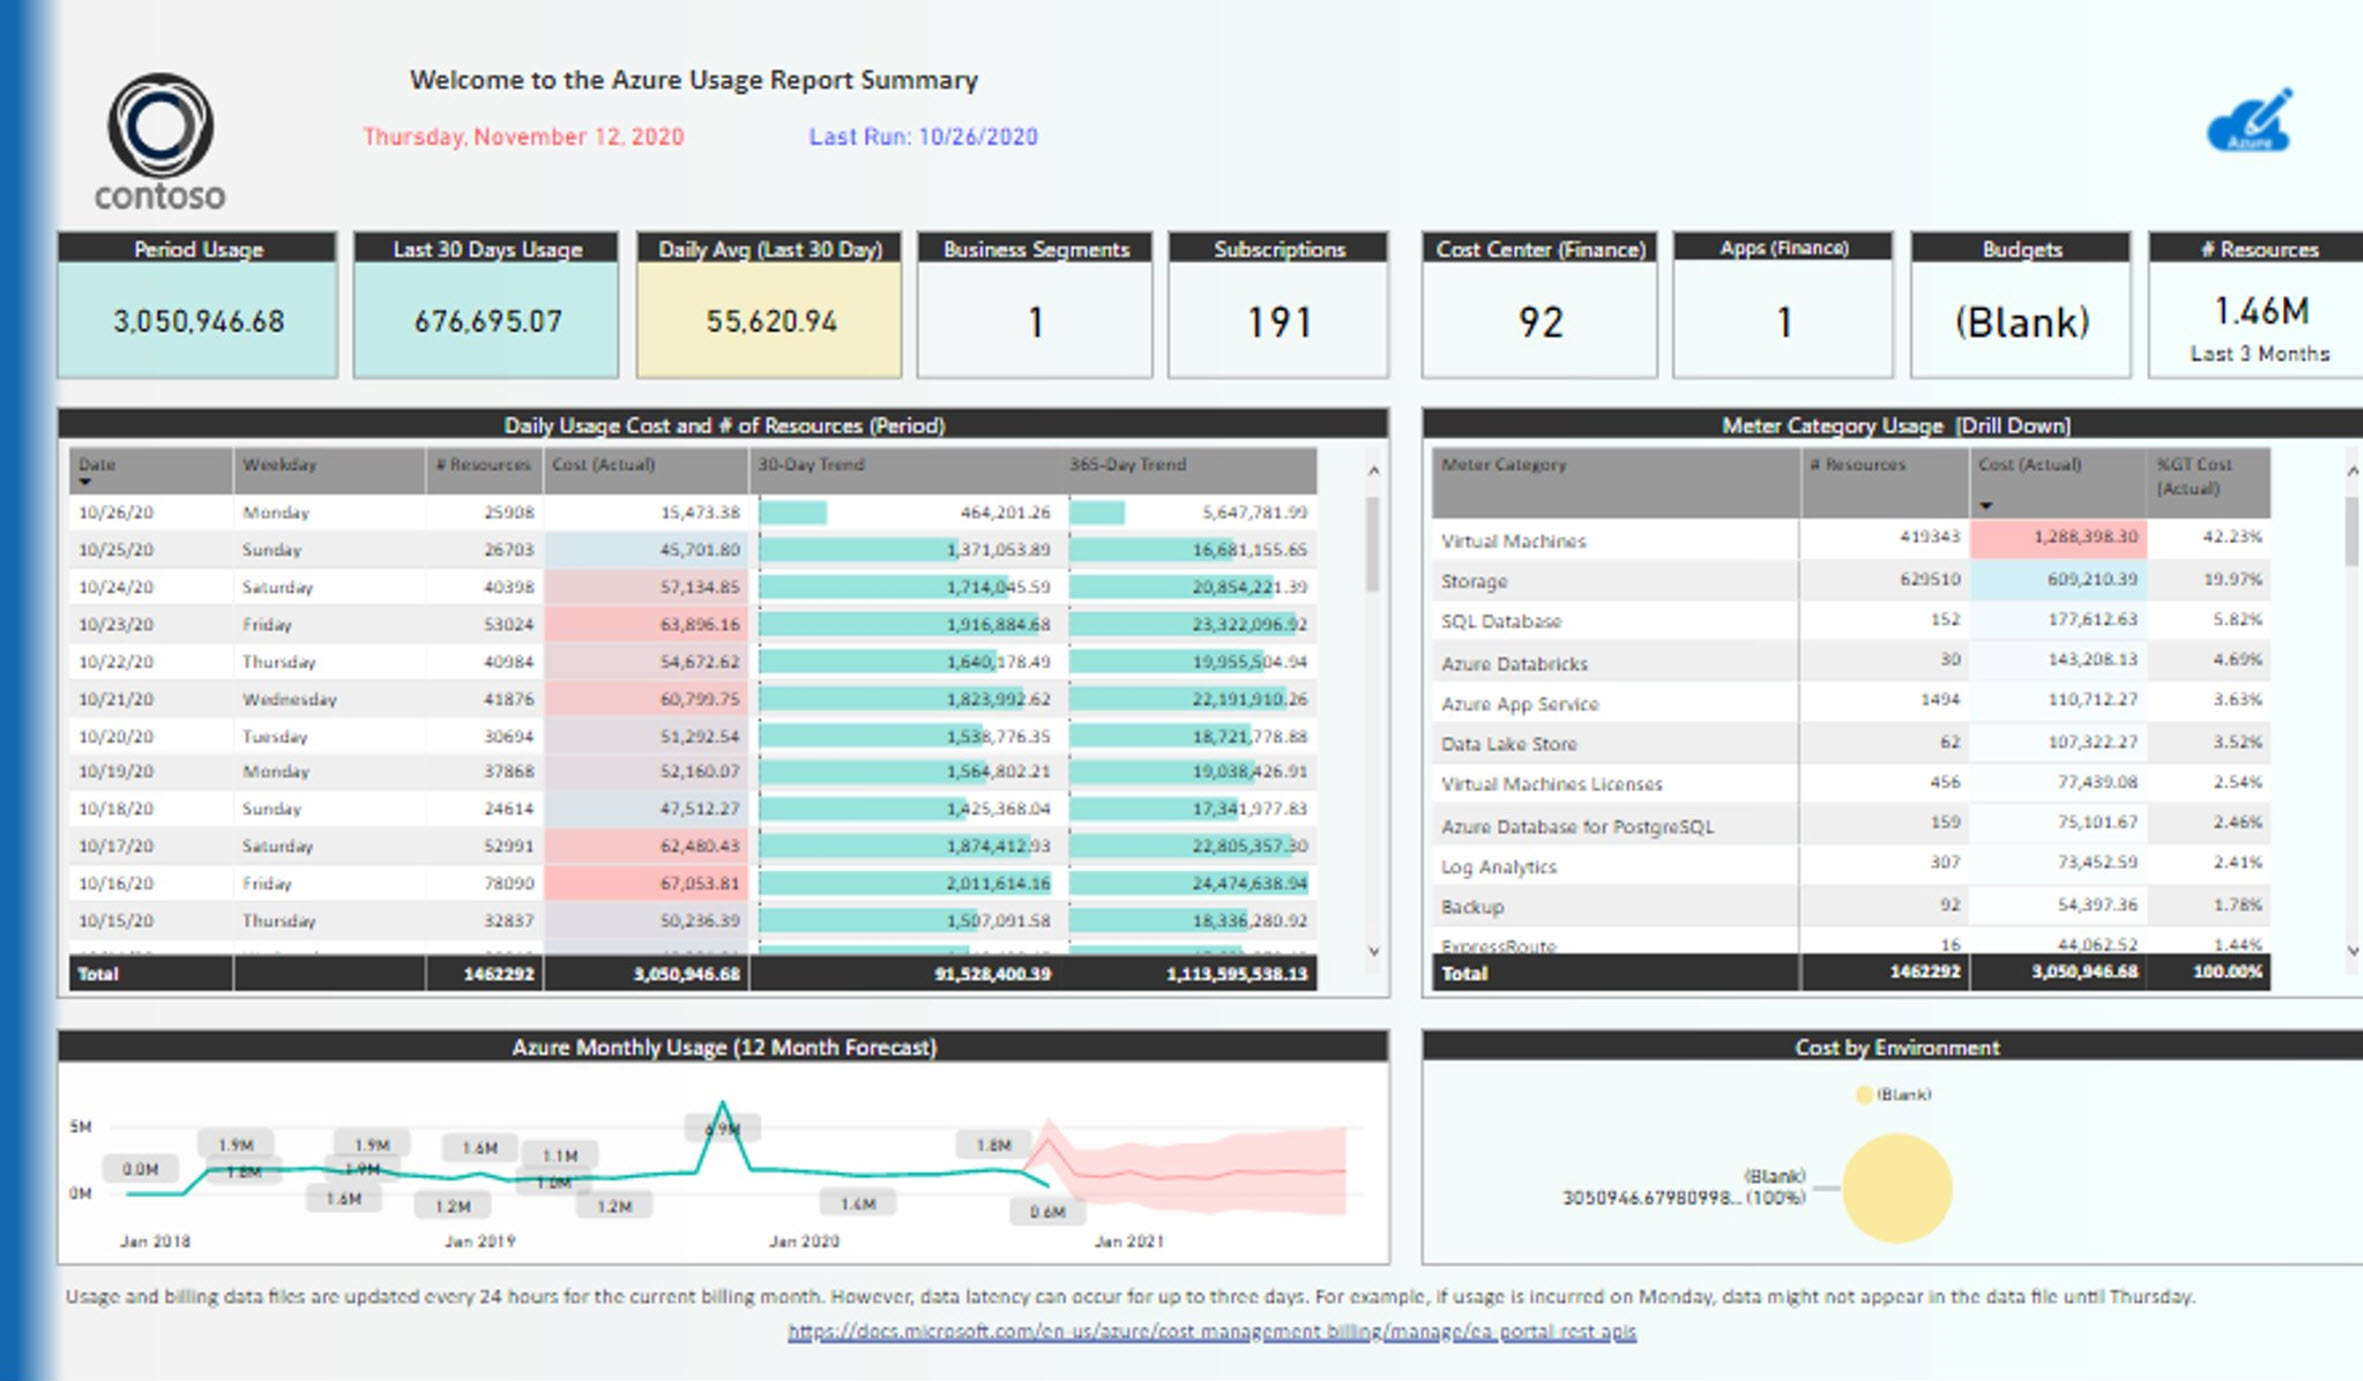 Welcome to the Azure Usage Report Summary
Thursday, November 12, 2020 Last Run: 10/26/2020
contoso
Azure
Period Usage Last 30 Days Usage Daily Avg (Last 30 Day) Business Segments Subscriptions Cost Center (Finance) Apps (Finance) Budgets # Resources
3,050,946.68 676,695.07 55,620.94 1 191 92 1 (Blank) 1.46M
Last 3 Months
Daily Usage Cost and # of Resources (Period)
Date Weekday # Resources Cost (Actual) 30-Day Trend 365-Day Trend
10/26/20 Monday 25908 15,473.38 464,201.26 5,647,781.99
10/25/20 Sunday 26703 45,701.80 1,371,053.89 16,681,155.65
10/24/20 Saturday 40398 57,134.85 1,714,045.59 20,854,221.39
10/23/20 Friday 53024 63,896.16 1,916,884.68 23,322,096.92
10/22/20 Thursday 40984 54,672.62 1,640,178.49 19,955,504.94
10/21/20 Wednesday 41876 60,799.75 1,823,992.62 22,191,910.26
10/20/20 Tuesday 30694 51,292.54 1,538,776.35 18,721,778.88
10/19/20 Monday 37868 52,160.07 1,564,802.21 19,038,426.91
10/18/20 Sunday 24614 47,512.27 1,425,368.04 17,341,977.83
10/17/20 Saturday 52991 62,480.43 1,874,412.93 22,805,357.30
10/16/20 Friday 78090 67,053.81 2,011,614.16 24,474,638.94
10/15/20 Thursday 32837 50,236.39 1,507,091.58 18,336,280.92
Total 1462292 3,050,946.68 91,528,400.39 1,113,595,538.13
Meter Category Usage [Drill Down]
Meter Category # Resources Cost (Actual) %GT Cost
(Actual)
Virtual Machines 419343 1,288,398.30 42.23%
Storage 629510 609,210.39 19.97%
SQL Database 152 177,612.63 5.82%
Azure Databricks 30 143,208.13 4.69%
Azure App Service 1494 110,712.27 3.63%
Data Lake Store 62 107,322.27 3.52%
Virtual Machines Licenses 456 77,439.08 2.54%
Azure Database for PostgreSQL 159 75,101.67 2.46%
Log Analytics 307 73,452.59 2.41%
Backup 92 54,397.36 1.78%
ExpressRoute 16 44,062.52 1.44%
Total 1462292 3,050,946.68 100.00%
Azure Monthly Usage (12 Month Forecast)
5M
0M
0.0M 1.9M 1.8M 1.9M 1.9M 1.6M 1.6M 1.2M 1.1M 1.0M 1.2M 6.9M 1.4M 1.8M 0.6M
Jan 2018 Jan 2019 Jan 2020 Jan 2021
Cost by Environment
(Blank)
(Blank)
3050946.67980998... (100%)
Usage and billing data files are updated every 24 hours for the current billing month. However, data latency can occur for up to three days. For example, if usage is incurred on Monday, data might not appear in the data file until Thursday.
https://docs.microsoft.com/en-us/azure/cost-management-billing/manage/ea-portal-rest-apis